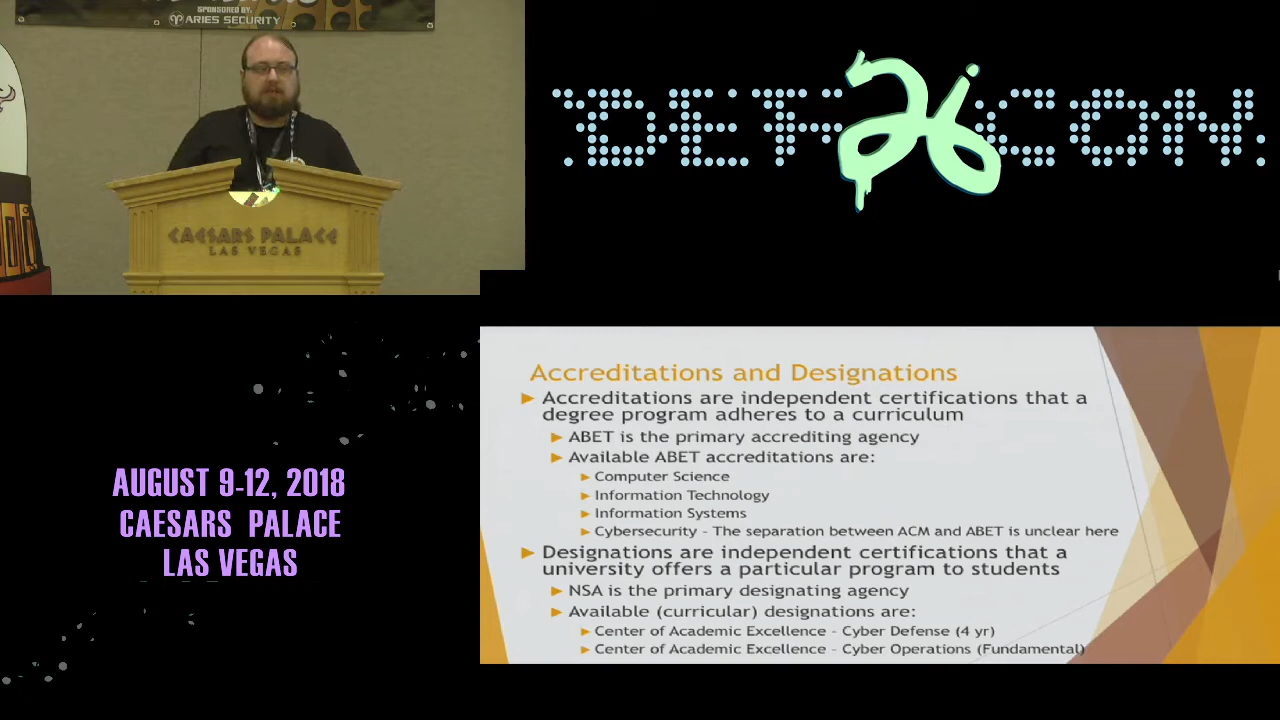 SPONSORED BY:
ARIES SECURITY
CAESARS PALACE
LAS VEGAS
DEF CON
26
AUGUST 9-12, 2018
CAESARS PALACE
LAS VEGAS
Accreditations and Designations
Accreditations are independent certifications that a
degree program adheres to a curriculum
ABET is the primary accrediting agency
Available ABET accreditations are:
Computer Science
Information Technology
Information Systems
Cybersecurity – The separation between ACM and ABET is unclear here
Designations are independent certifications that a
university offers a particular program to students
NSA is the primary designating agency
Available (curricular) designations are:
Center of Academic Excellence – Cyber Defense (4 yr)
Center of Academic Excellence – Cyber Operations (Fundamental)